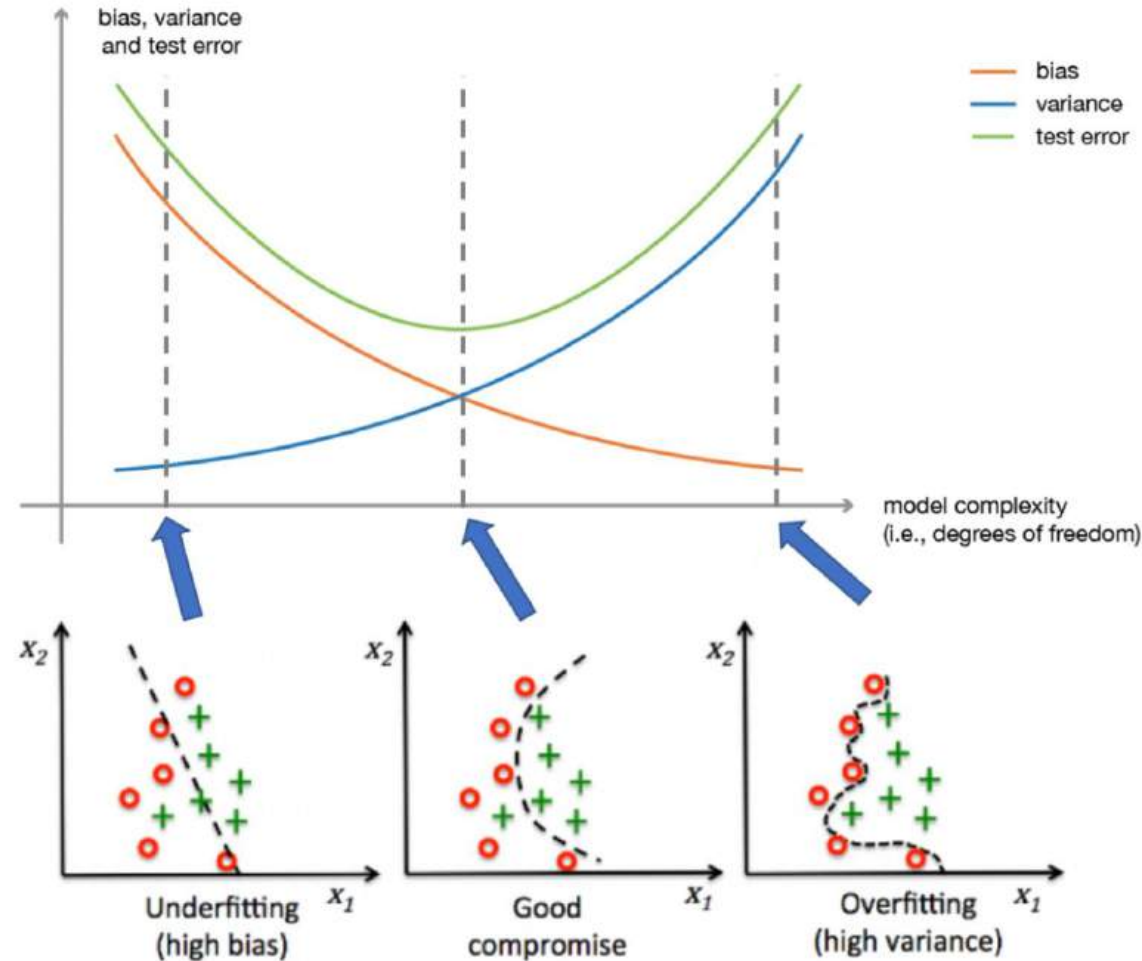 bias, variance
and test error
bias
variance
test error
model complexity
(i.e., degrees of freedom)
X2
X1
Underfitting
(high bias)
X2
X1
Good
compromise
X2
X1
Overfitting
(high variance)